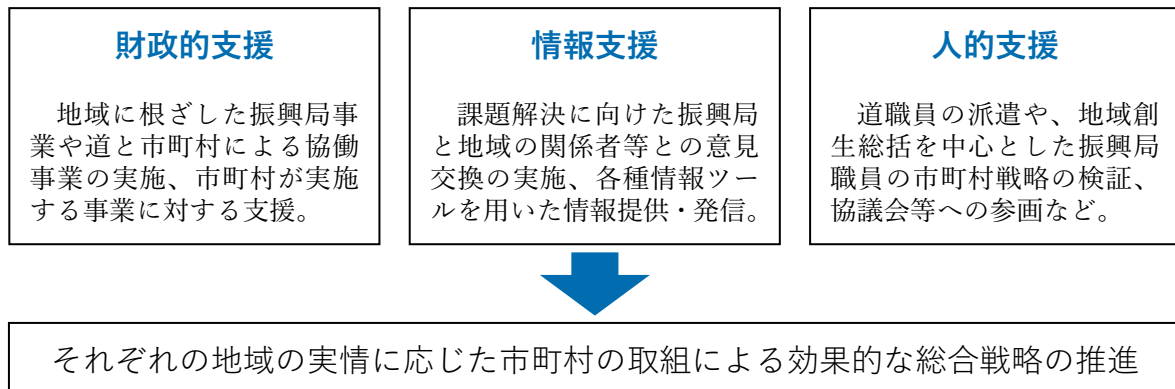 財政的支援
地域に根ざした振興局事
業や道と市町村による協働
事業の実施、市町村が実施
する事業に対する支援。
情報支援
課題解決に向けた振興局
と地域の関係者等との意見
交換の実施、各種情報ツー
ルを用いた情報提供・発信。
人的支援
道職員の派遣や、地域創
生総括を中心とした振興局
職員の市町村戦略の検証、
協議会等への参画など。
それぞれの地域の実情に応じた市町村の取組による効果的な総合戦略の推進